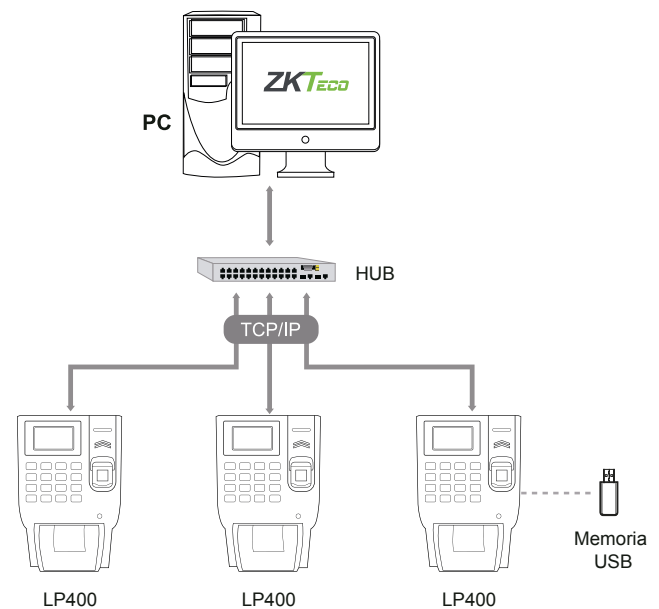 ZKTeco
PC
HUB
TCP/IP
Memoria
USB
LP400
LP400
LP400